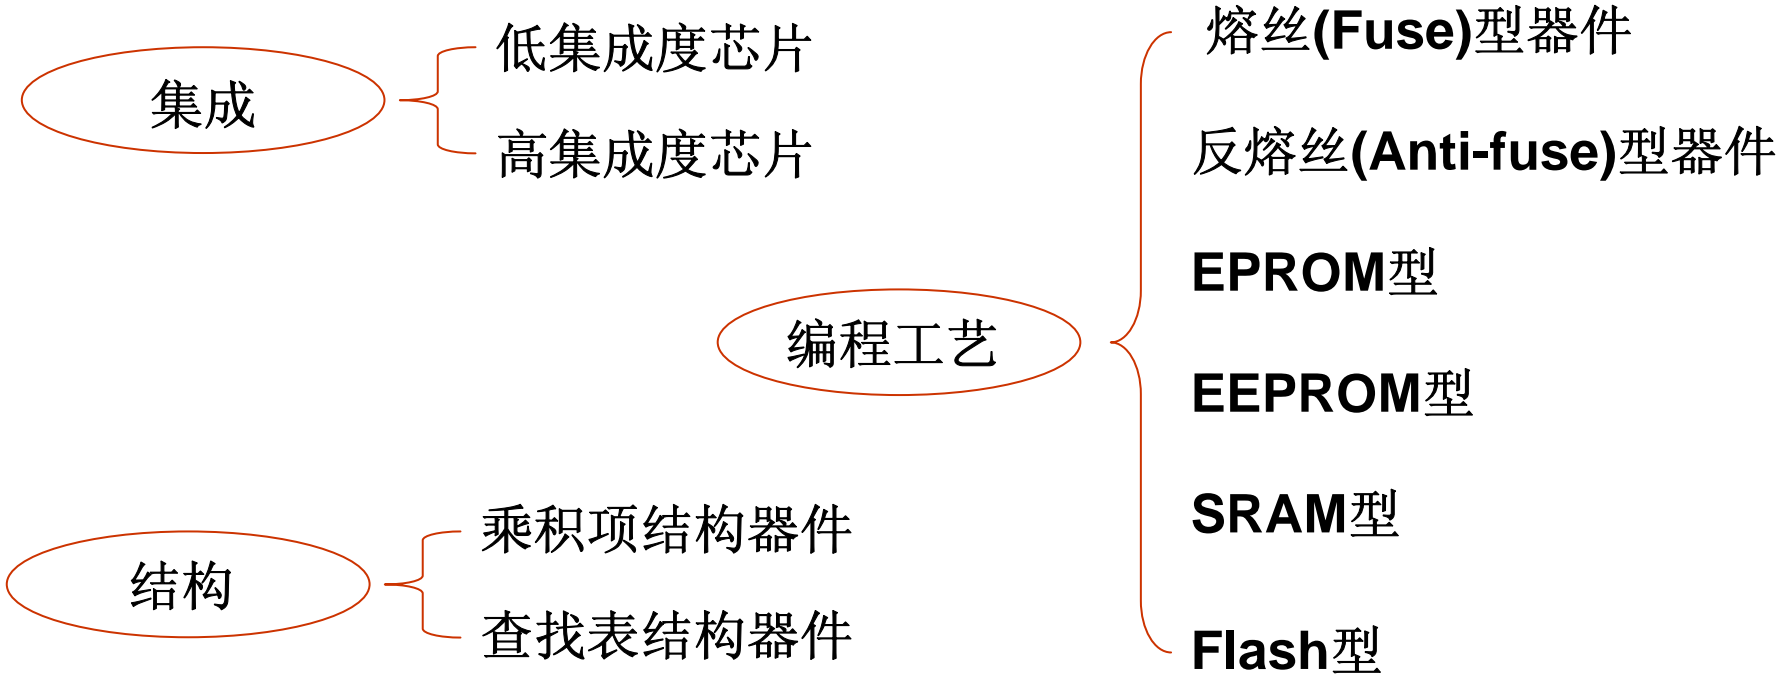 集成
低集成度芯片
高集成度芯片
结构
乘积项结构器件
查找表结构器件
编程工艺
熔丝(Fuse)型器件
反熔丝(Anti-fuse)型器件
EPROM型
EEPROM型
SRAM型
Flash型